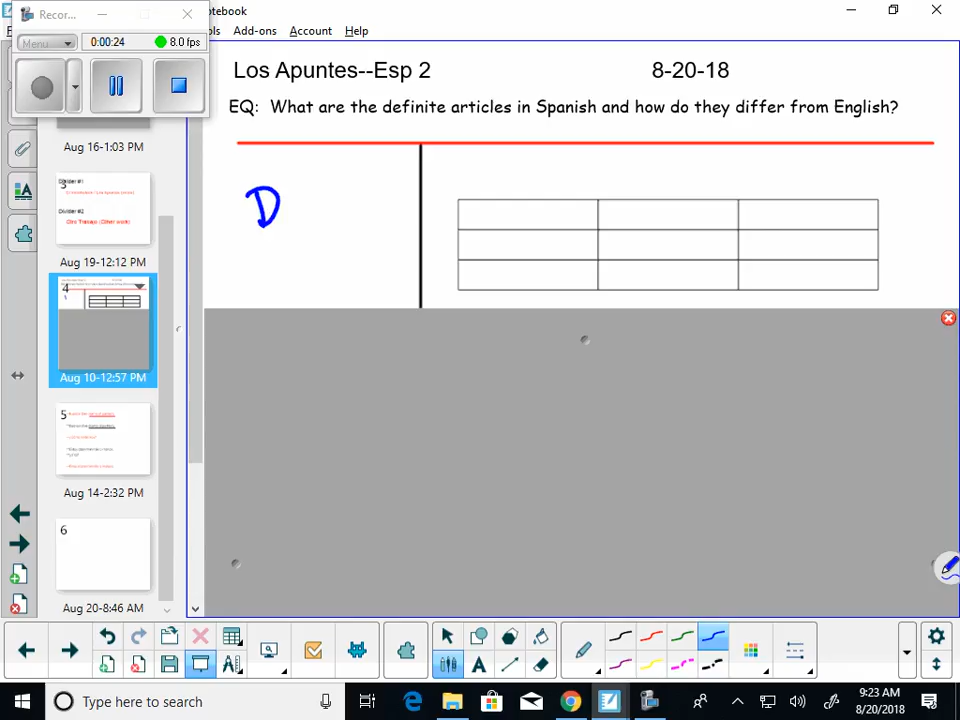 Recor...
otebook
Menu
0:00:24
8.0 fps
ols Add-ons Account Help
Los Apuntes--Esp 2 8-20-18
EQ: What are the definite articles in Spanish and how do they differ from English?
D
Aug 16-1:03 PM
3
Divider #1
Divider #2
Otro Trabajo (Other work)
Aug 19-12:12 PM
4
Aug 10-12:57 PM
5
Aug 14-2:32 PM
6
Aug 20-8:46 AM
Type here to search
9:23 AM
8/20/2018